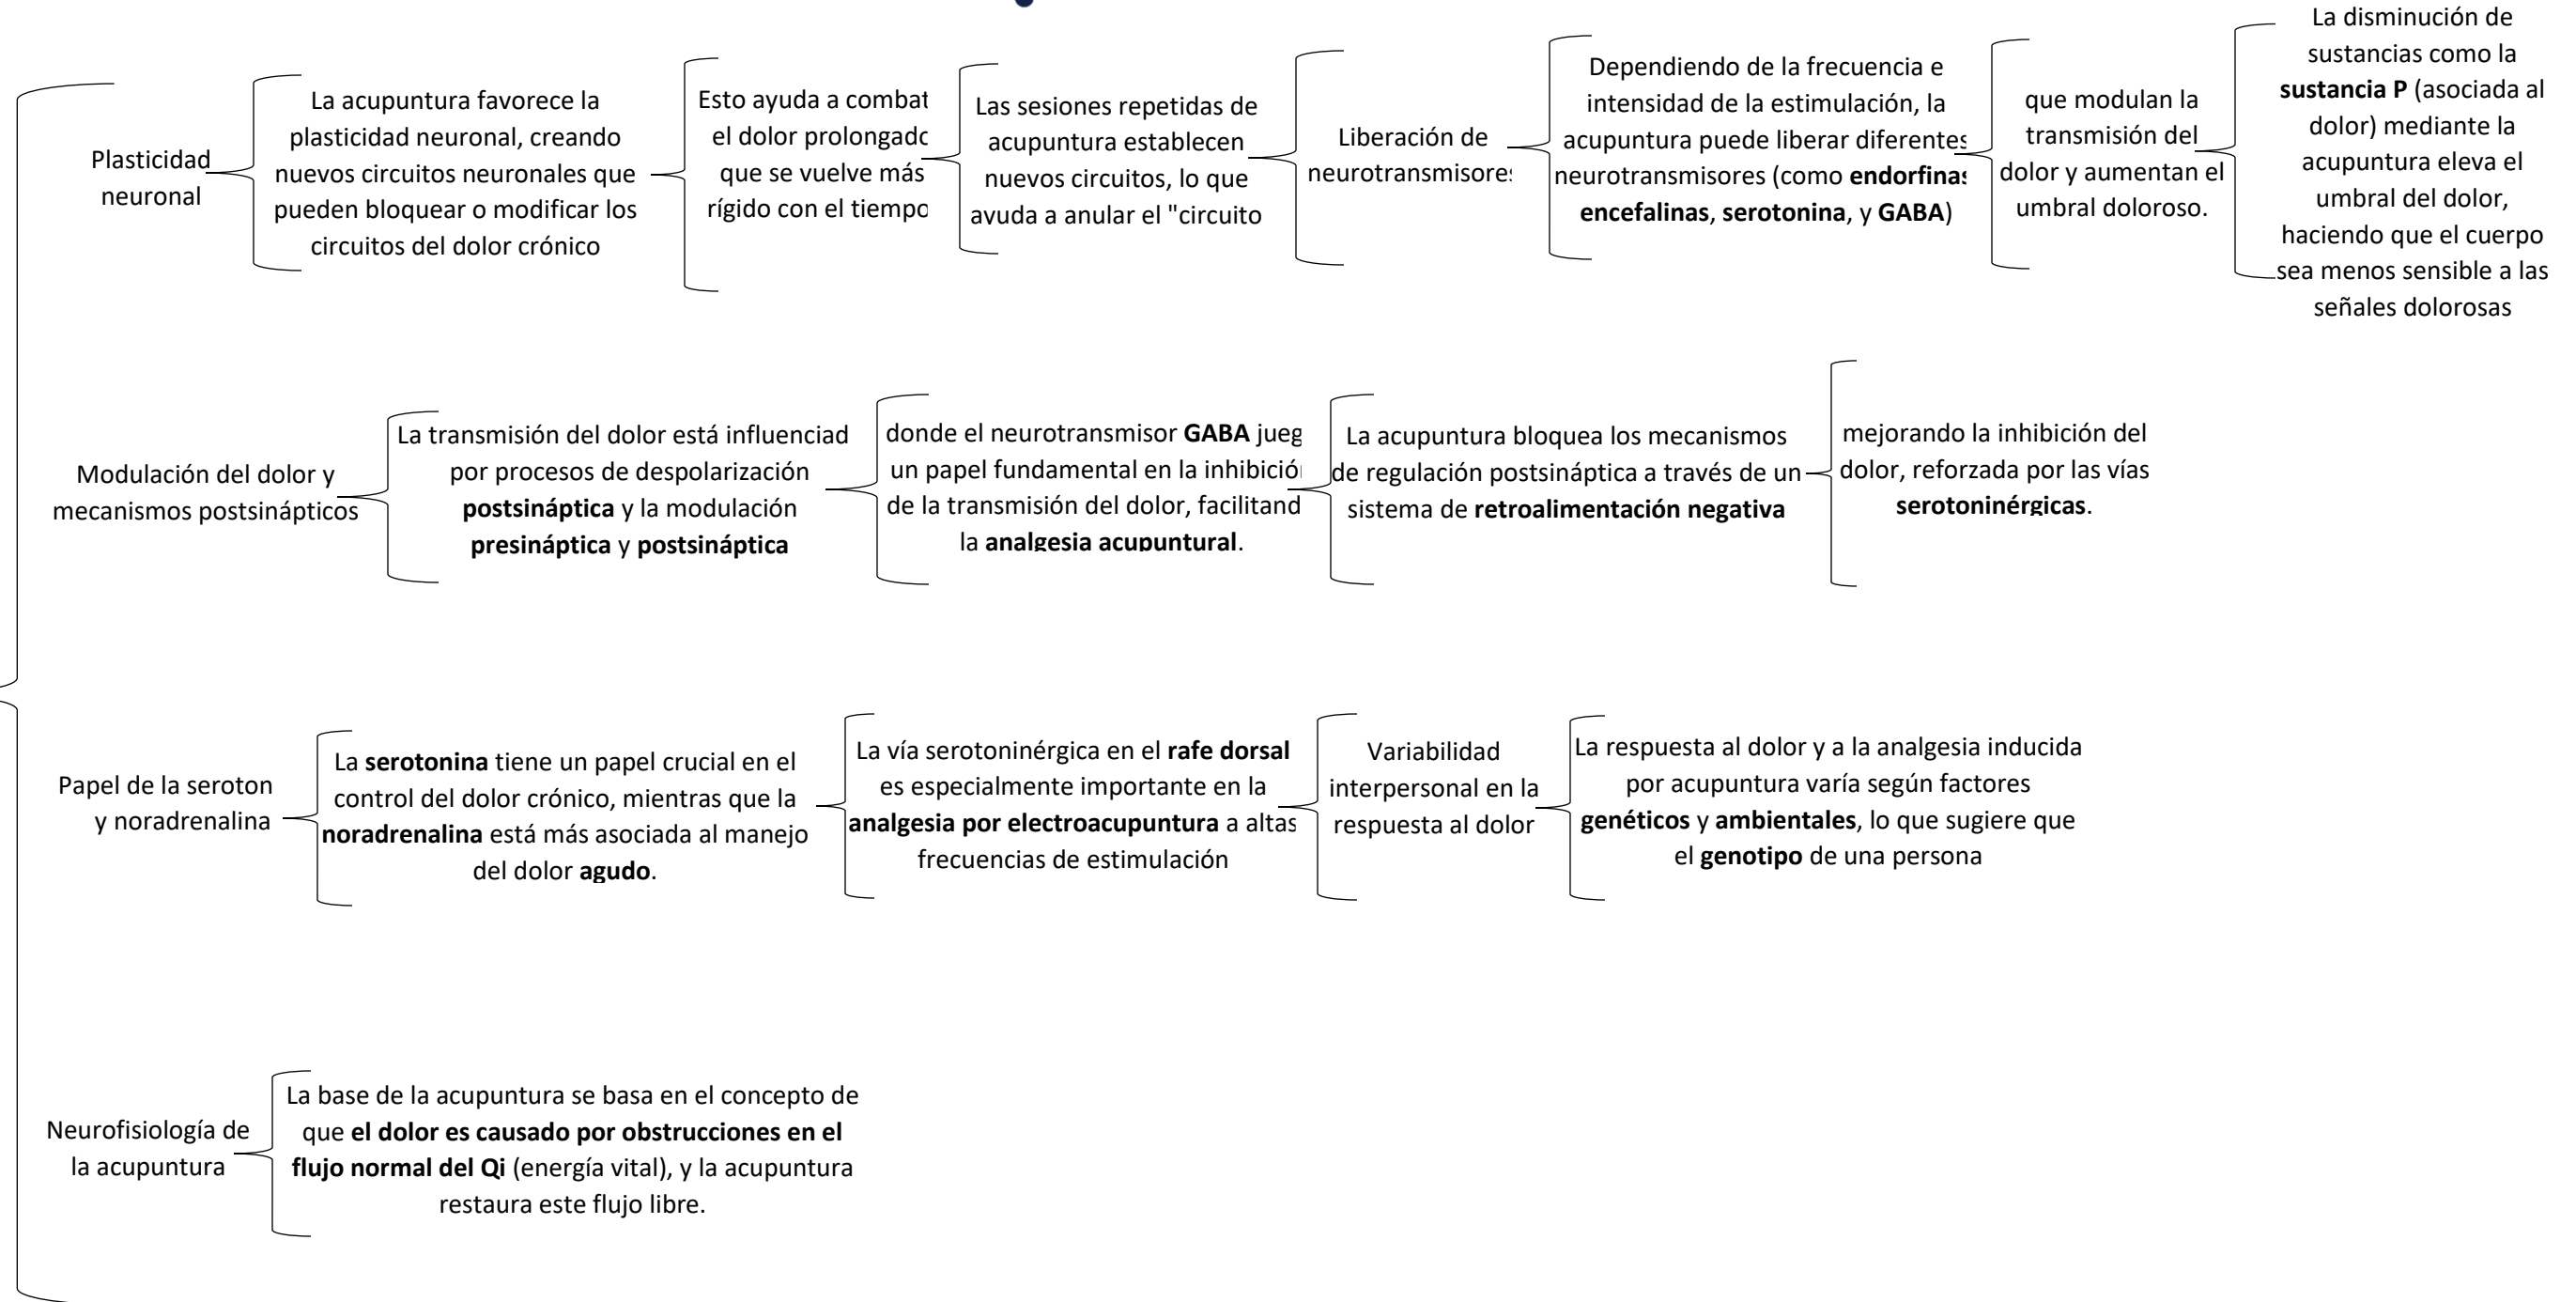 Plasticidad
neuronal
La acupuntura favorece la
plasticidad neuronal, creando
nuevos circuitos neuronales que
pueden bloquear o modificar los
circuitos del dolor crónico
Esto ayuda a combat
el dolor prolongado
que se vuelve más
rígido con el tiempo
Las sesiones repetidas de
acupuntura establecen
nuevos circuitos, lo que
ayuda a anular el "circuito
Liberación de
neurotransmisores
Dependiendo de la frecuencia e
intensidad de la estimulación, la
acupuntura puede liberar diferentes
neurotransmisores (como endorfinas
encefalinas, serotonina, y GABA)
que modulan la
transmisión del
dolor y aumentan el
umbral doloroso.
La disminución de
sustancias como la
sustancia P (asociada al
dolor) mediante la
acupuntura eleva el
umbral del dolor,
haciendo que el cuerpo
sea menos sensible a las
señales dolorosas
Modulación del dolor y
mecanismos postsinápticos
La transmisión del dolor está influenciad
por procesos de despolarización
postsináptica y la modulación
presináptica y postsináptica
donde el neurotransmisor GABA jueg
un papel fundamental en la inhibición
de la transmisión del dolor, facilitand
la analgesia acupuntural.
La acupuntura bloquea los mecanismos
de regulación postsináptica a través de un
sistema de retroalimentación negativa
mejorando la inhibición del
dolor, reforzada por las vías
serotoninérgicas.
Papel de la seroton
y noradrenalina
La serotonina tiene un papel crucial en el
control del dolor crónico, mientras que la
noradrenalina está más asociada al manejo
del dolor agudo.
La vía serotoninérgica en el rafe dorsal
es especialmente importante en la
analgesia por electroacupuntura a altas
frecuencias de estimulación
Variabilidad
interpersonal en la
respuesta al dolor
La respuesta al dolor y a la analgesia inducida
por acupuntura varía según factores
genéticos y ambientales, lo que sugiere que
el genotipo de una persona
Neurofisiología de
la acupuntura
La base de la acupuntura se basa en el concepto de
que el dolor es causado por obstrucciones en el
flujo normal del Qi (energía vital), y la acupuntura
restaura este flujo libre.